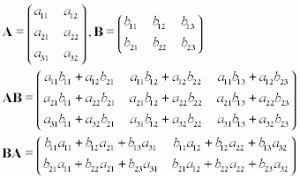 A = ( a11 a12
a21 a22
a31 a32 ), B = ( b11 b12 b13
b21 b22 b23 )
AB = ( a11b11 + a12b21 a11b12 + a12b22 a11b13 + a12b23
a21b11 + a22b21 a21b12 + a22b22 a21b13 + a22b23
a31b11 + a32b21 a31b12 + a32b22 a31b13 + a32b23 )
BA = ( b11a11 + b12a21 + b13a31 b11a12 + b12a22 + b13a32
b21a11 + b22a21 + b23a31 b21a12 + b22a22 + b23a32 )